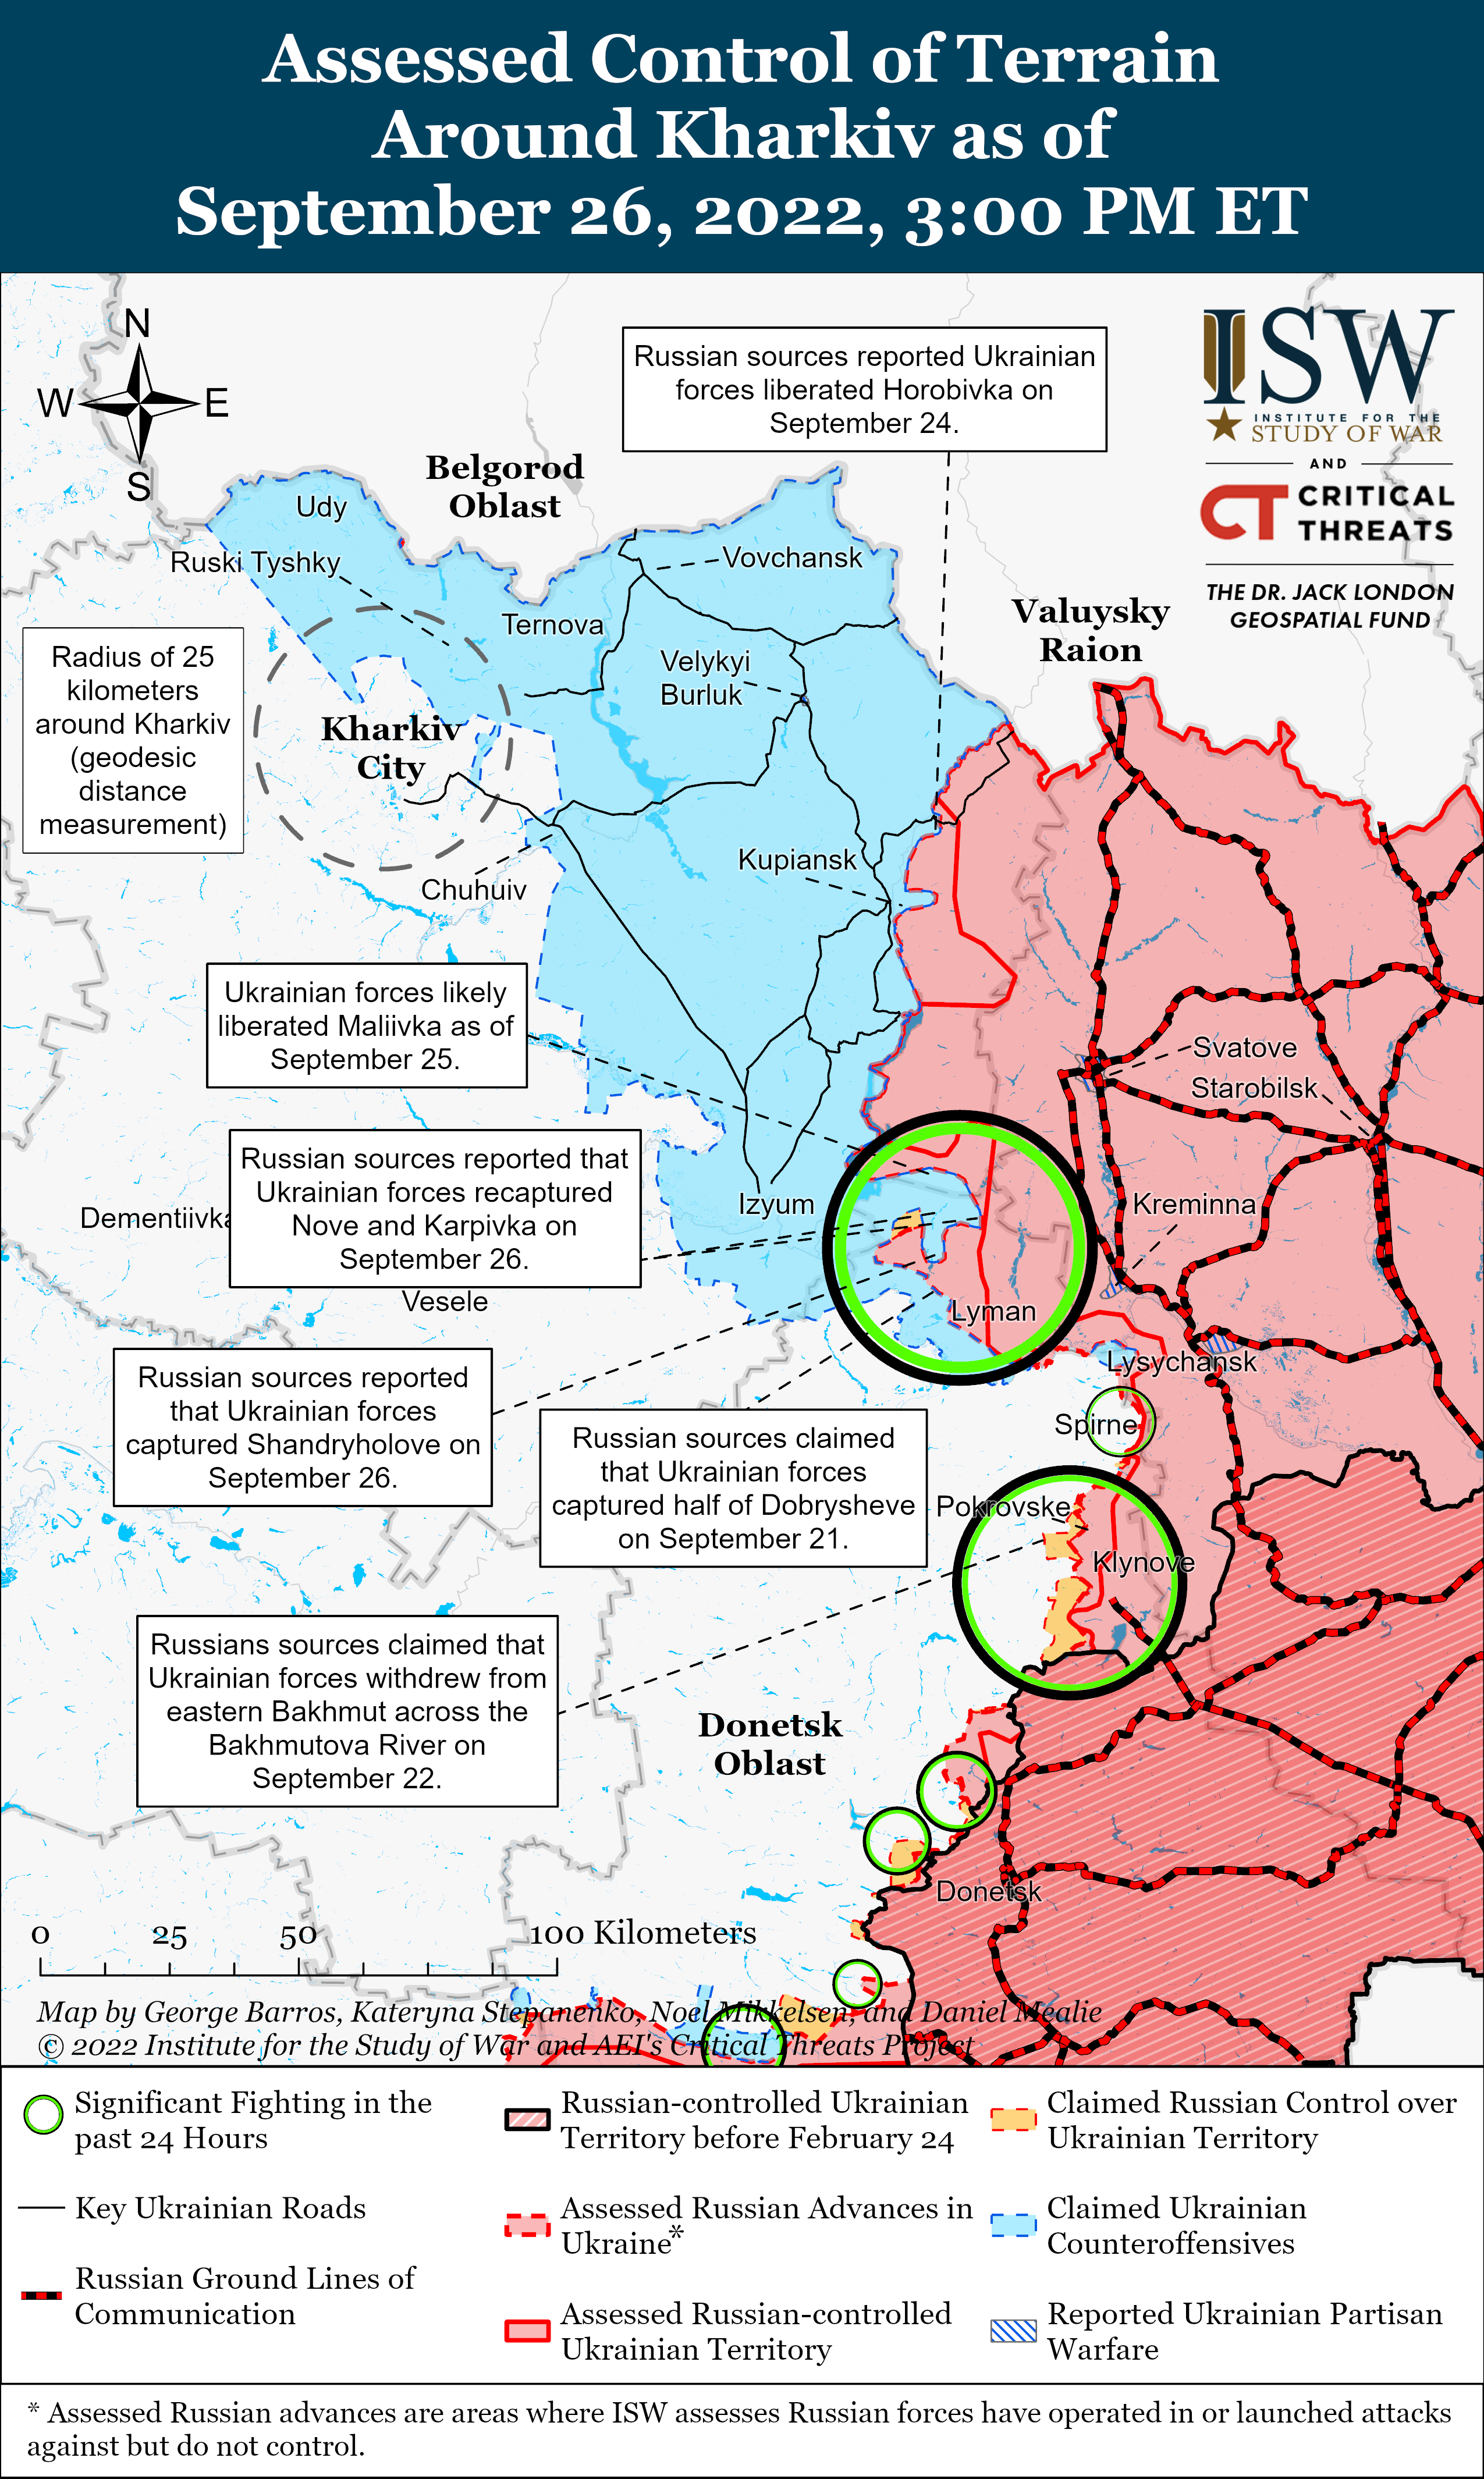 Assessed Control of Terrain
Around Kharkiv as of
September 26, 2022, 3:00 PM ET
N
W
E
S
Russian sources reported Ukrainian
forces liberated Horobivka on
September 24.
ISW
INSTITUTE FOR THE
STUDY OF WAR
AND
CT CRITICAL
THREATS
THE DR. JACK LONDON
GEOSPATIAL FUND
Belgorod
Oblast
Udy
Ruski Tyshky
Vovchansk
Ternova
Valuysky
Raion
Velykyi
Burluk
Radius of 25
kilometers
around Kharkiv
(geodesic
distance
measurement)
Kharkiv
City
Kupiansk
Chuhuiv
Ukrainian forces likely
liberated Maliivka as of
September 25.
Svatove
Starobilsk
Russian sources reported that
Ukrainian forces recaptured
Nove and Karpivka on
September 26.
Izyum
Kreminna
Dementiivka
Vesele
Lyman
Lysychansk
Russian sources reported
that Ukrainian forces
captured Shandryholove on
September 26.
Spirne
Russian sources claimed
that Ukrainian forces
captured half of Dobrysheve
on September 21.
Pokrovske
Klynove
Russians sources claimed that
Ukrainian forces withdrew from
eastern Bakhmut across the
Bakhmutova River on
September 22.
Donetsk
Oblast
Donetsk
0 25 50 100 Kilometers
Map by George Barros, Kateryna Stepanenko, Noel Mikkelsen, and Daniel Mealie
© 2022 Institute for the Study of War and AEI's Critical Threats Project
Significant Fighting in the
past 24 Hours
Key Ukrainian Roads
Russian Ground Lines of
Communication
Russian-controlled Ukrainian
Territory before February 24
Assessed Russian Advances in
Ukraine*
Assessed Russian-controlled
Ukrainian Territory
Claimed Russian Control over
Ukrainian Territory
Claimed Ukrainian
Counteroffensives
Reported Ukrainian Partisan
Warfare
* Assessed Russian advances are areas where ISW assesses Russian forces have operated in or launched attacks
against but do not control.